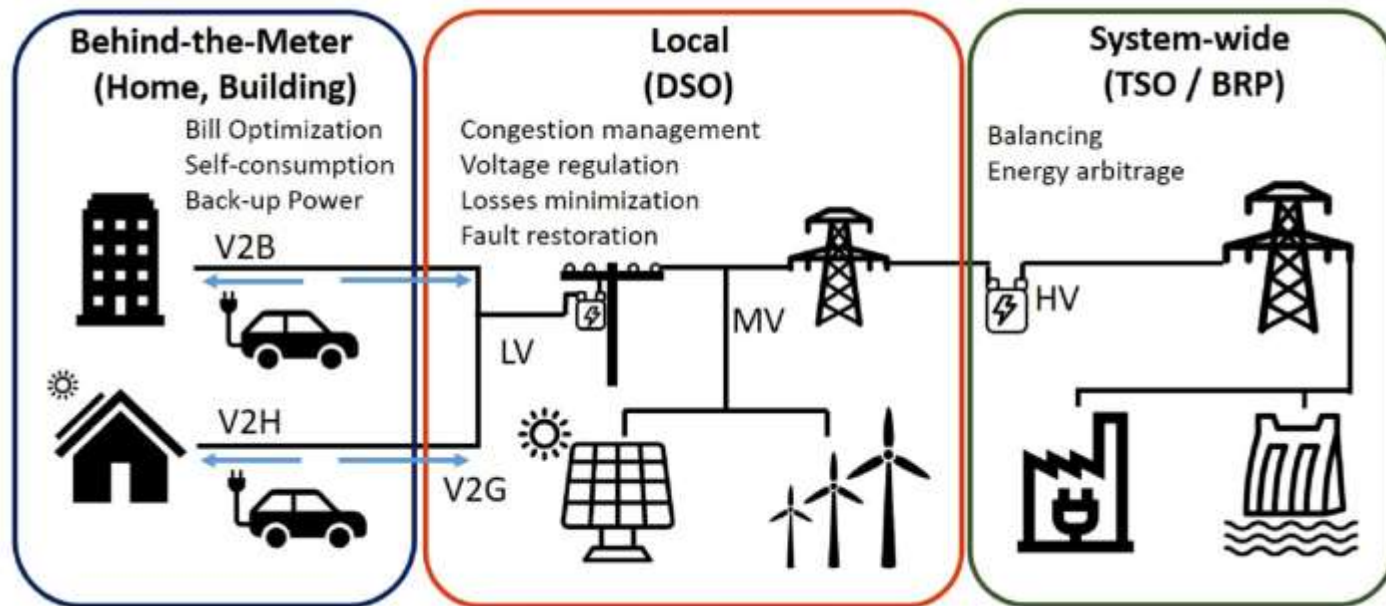 Behind-the-Meter
(Home, Building)
Bill Optimization
Self-consumption
Back-up Power
V2B
V2H
Local
(DSO)
Congestion management
Voltage regulation
Losses minimization
Fault restoration
LV
MV
V2G
System-wide
(TSO / BRP)
Balancing
Energy arbitrage
HV